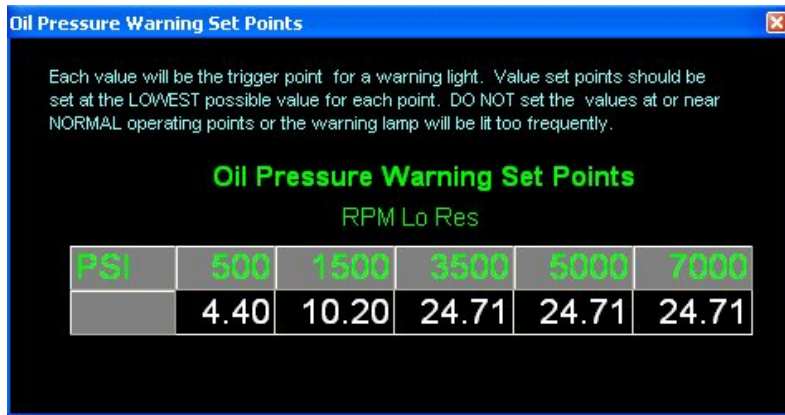 Oil Pressure Warning Set Points
Each value will be the trigger point for a warning light. Value set points should be
set at the LOWEST possible value for each point. DO NOT set the values at or near
NORMAL operating points or the warning lamp will be lit too frequently.
Oil Pressure Warning Set Points
RPM Lo Res
PSI 500 1500 3500 5000 7000
4.40 10.20 24.71 24.71 24.71